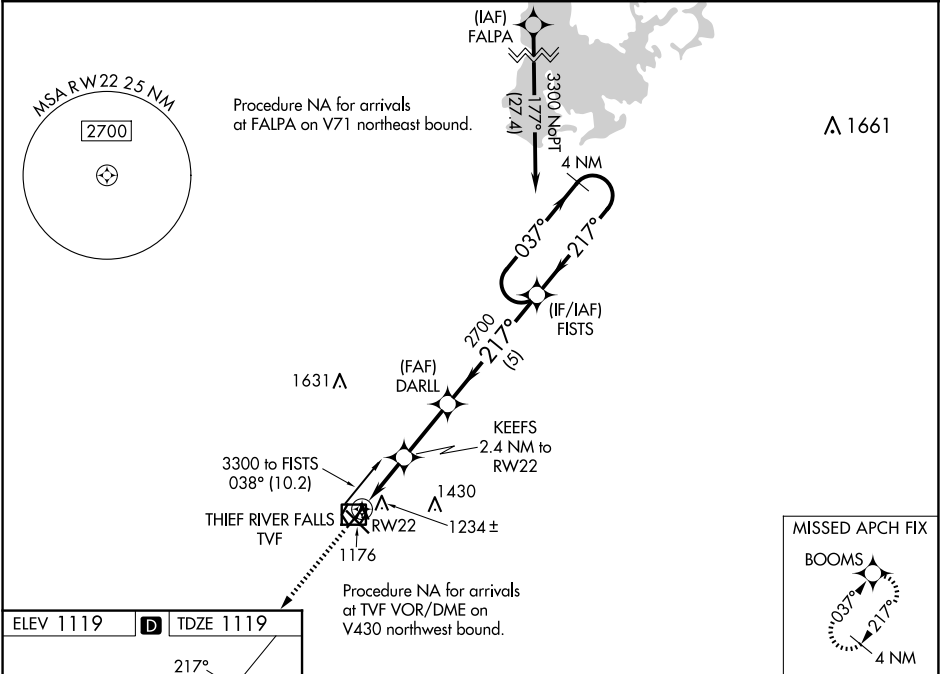 (IAF)
FALPA
MSA RW22 25 NM
2700
Procedure NA for arrivals
at FALPA on V71 northeast bound.
3300 NoPT
177°
(27.4)
1661
4 NM
037°
217°
(IF/IAF)
FISTS
2700
217°
(5)
(FAF)
DARLL
1631
KEEFS
2.4 NM to
RW22
3300 to FISTS
038° (10.2)
1430
THIEF RIVER FALLS
TVF
RW22
1234 ±
1176
Procedure NA for arrivals
at TVF VOR/DME on
V430 northwest bound.
MISSED APCH FIX
BOOMS
037°
217°
4 NM
ELEV 1119
D
TDZE 1119
217°